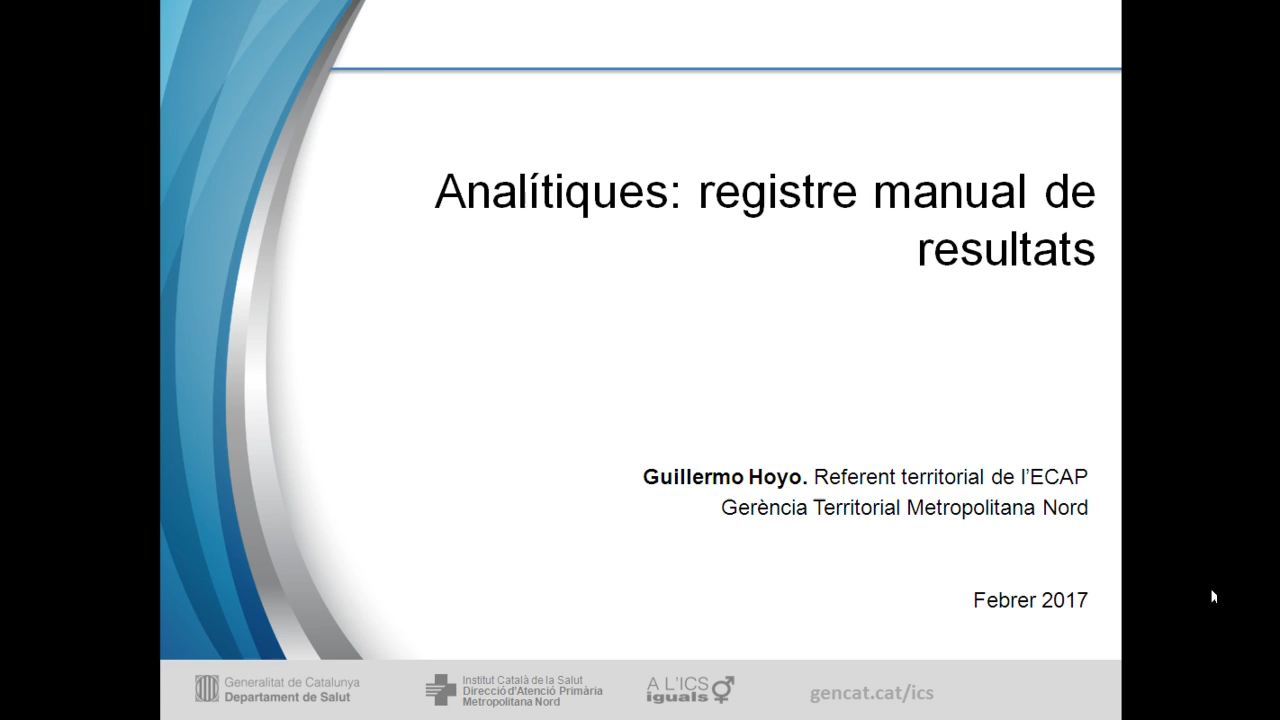 Analítiques: registre manual de
resultats
Guillermo Hoyo. Referent territorial de l’ECAP
Gerència Territorial Metropolitana Nord
Febrer 2017
Generalitat de Catalunya
Departament de Salut
Institut Català de la Salut
Direcció d'Atenció Primària
Metropolitana Nord
A L'ICS
iguals
gencat.cat/ics